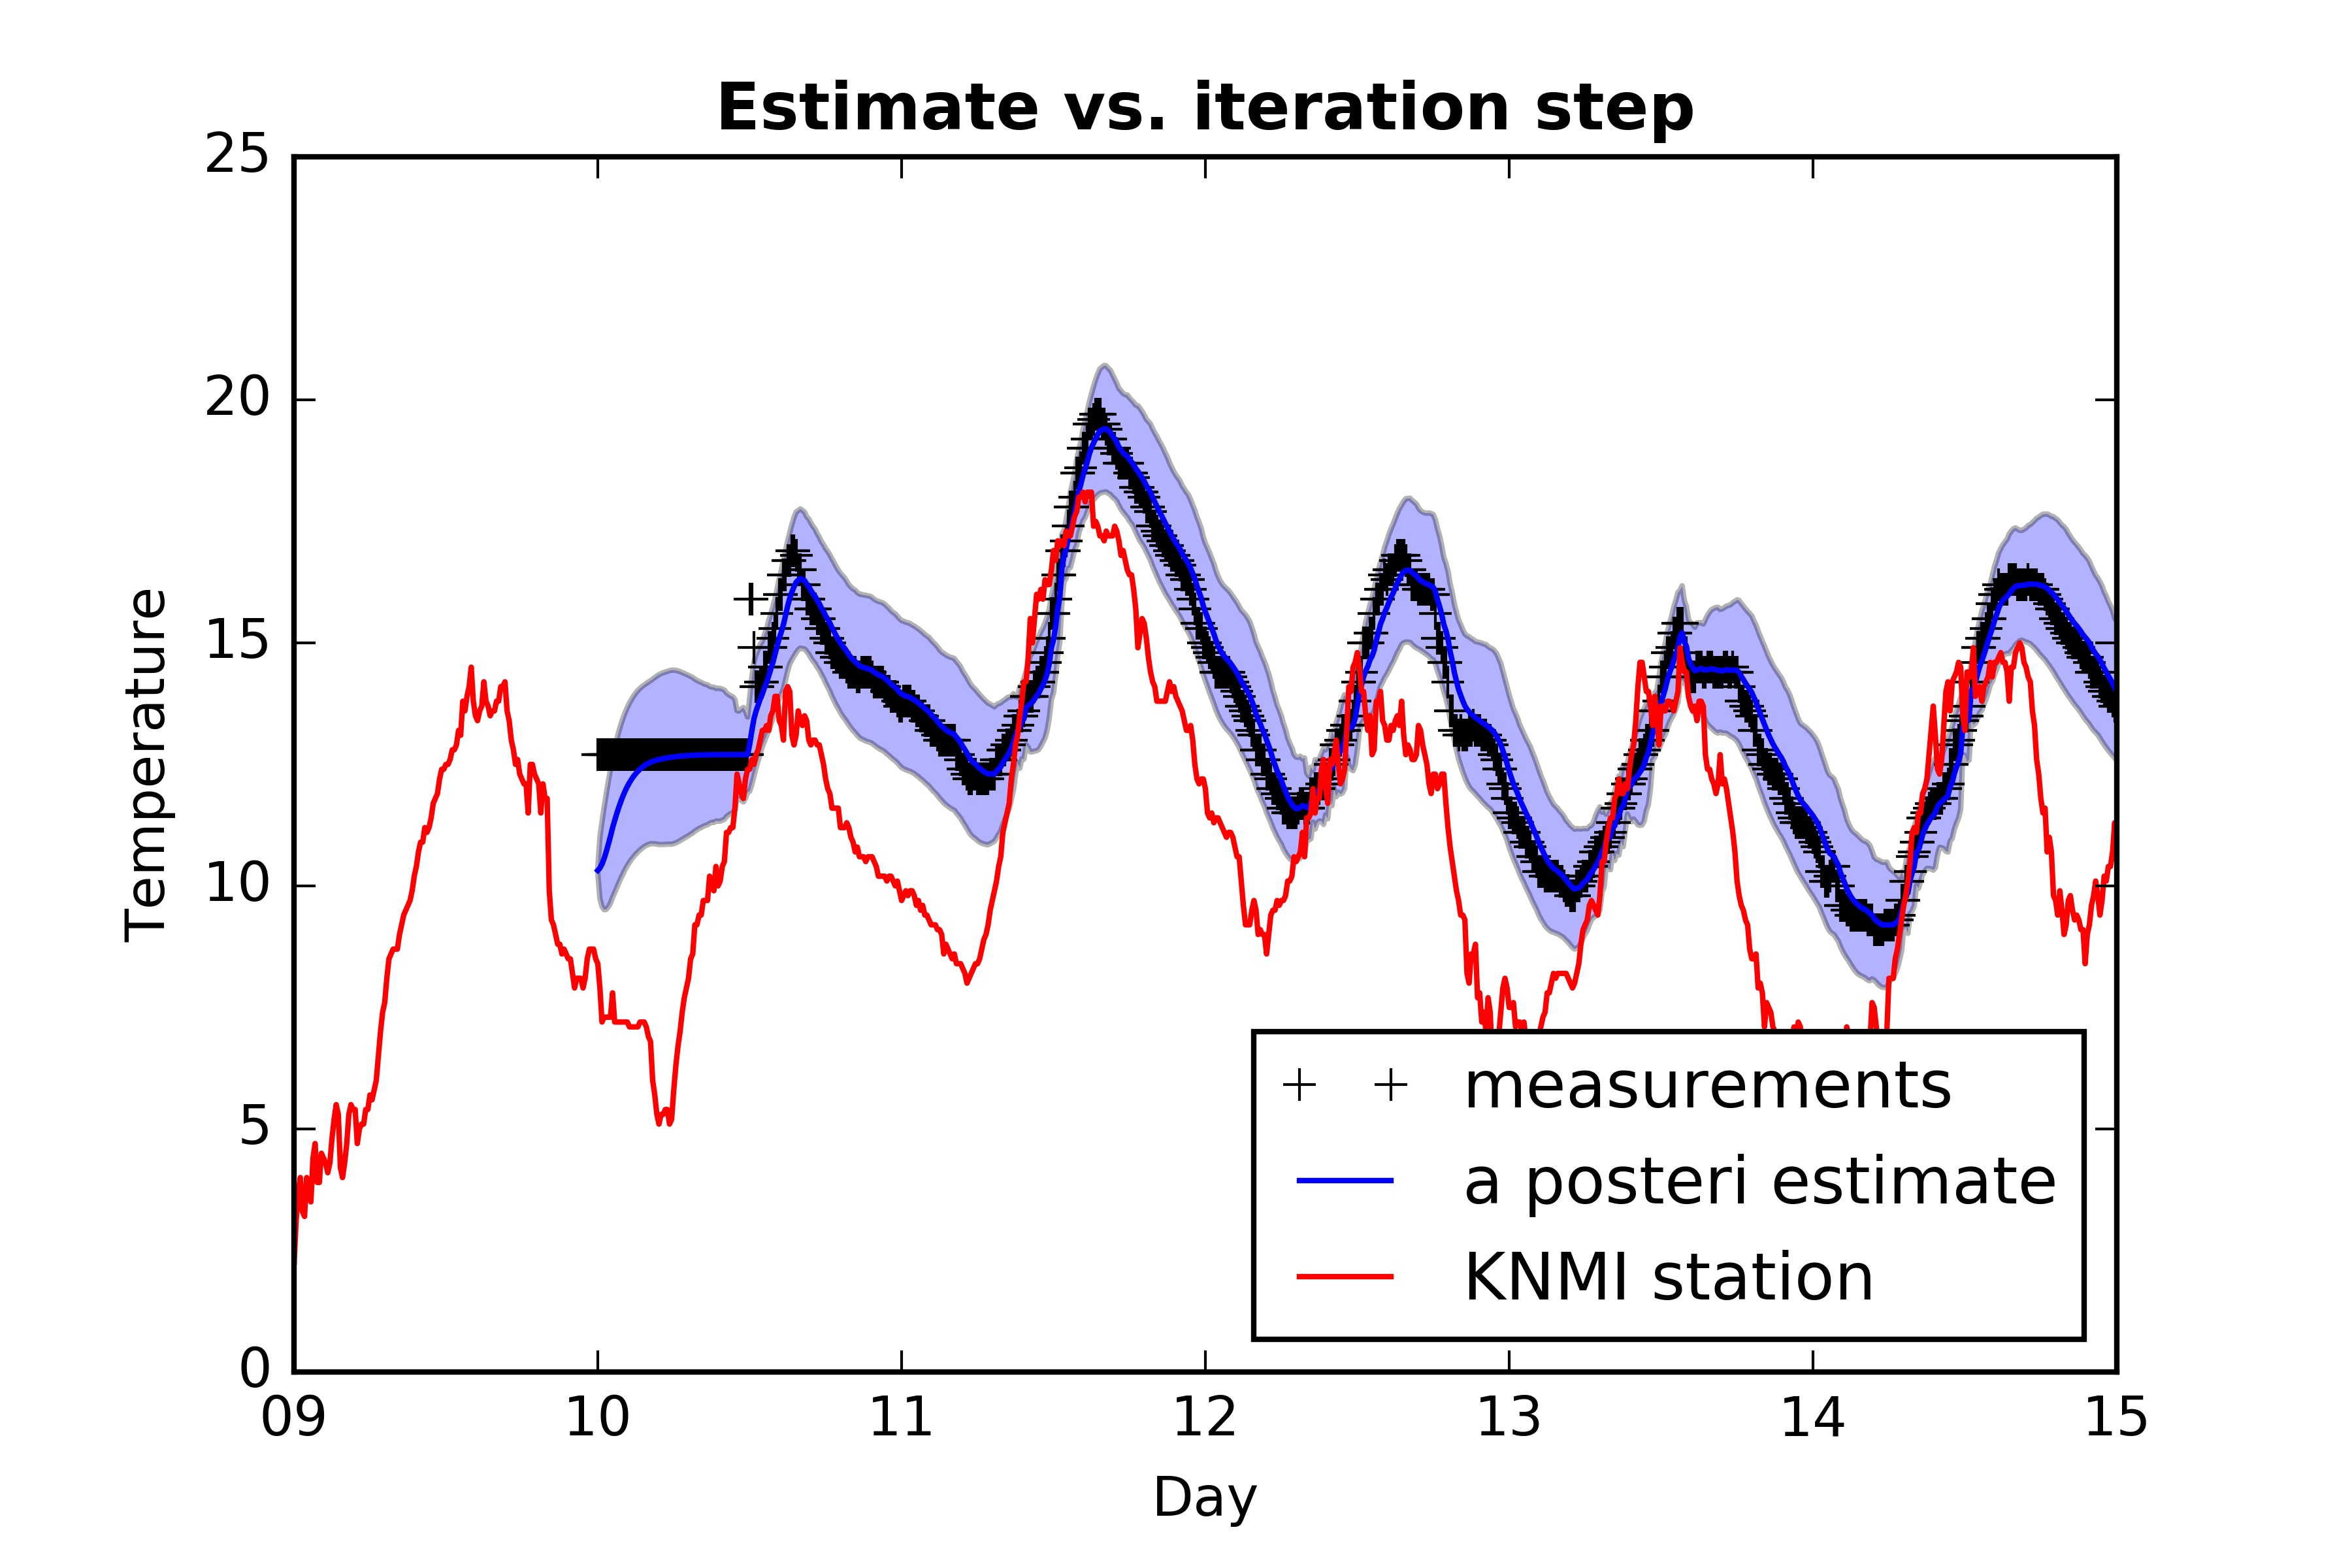 Estimate vs. iteration step
25
20
15
10
5
0
Temperature
09 10 11 12 13 14 15
Day
measurements
a posteri estimate
KNMI station